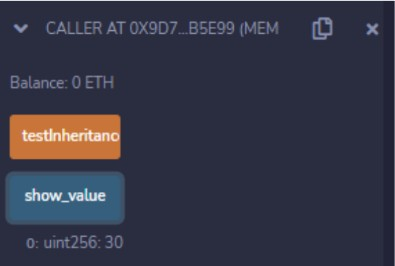 CALLER AT 0X9D7...B5E99 (MEM
Balance: 0 ETH
testInheritanc
show_value
0: uint256: 30